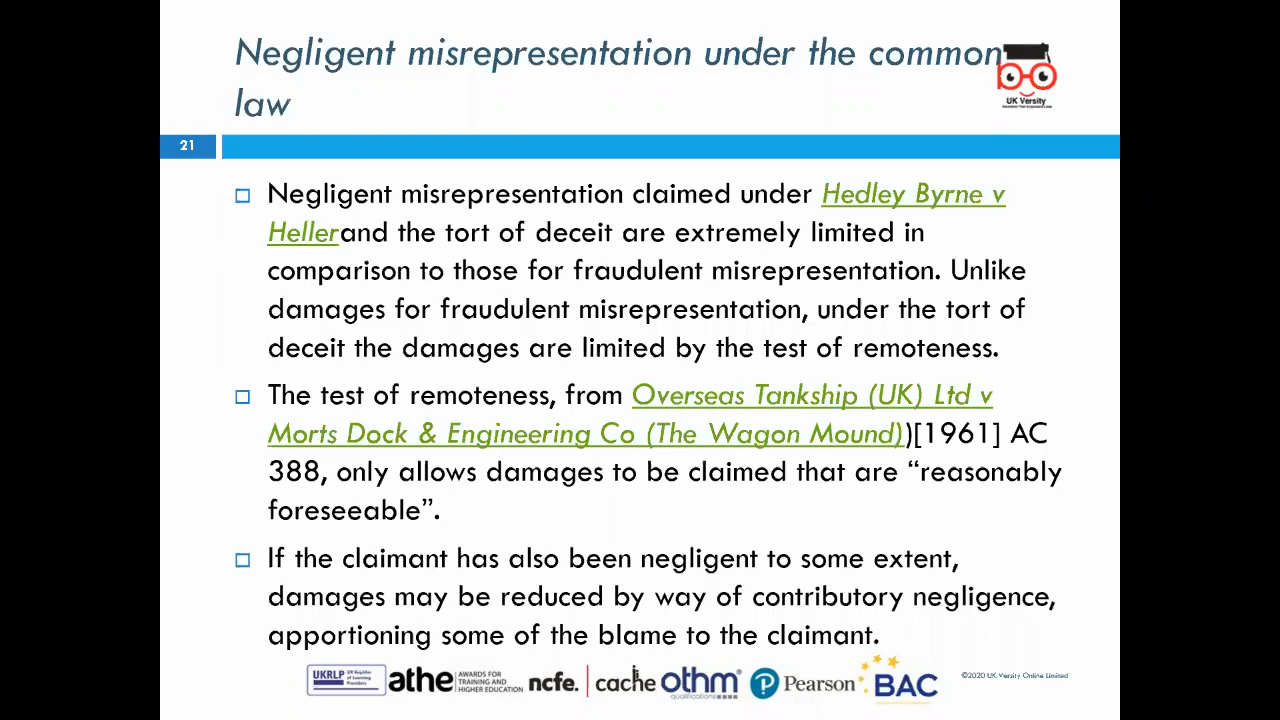 Negligent misrepresentation under the common
law
UK Versity
21
Negligent misrepresentation claimed under Hedley Byrne v
Hellerand the tort of deceit are extremely limited in
comparison to those for fraudulent misrepresentation. Unlike
damages for fraudulent misrepresentation, under the tort of
deceit the damages are limited by the test of remoteness.
The test of remoteness, from Overseas Tankship (UK) Ltd v
Morts Dock & Engineering Co (The Wagon Mound))[1961] AC
388, only allows damages to be claimed that are “reasonably
foreseeable”.
If the claimant has also been negligent to some extent,
damages may be reduced by way of contributory negligence,
apportioning some of the blame to the claimant.
UKRLP UK Register of Learning Providers
athe AWARDS FOR TRAINING AND HIGHER EDUCATION
ncfe. cache
othm qualifications
Pearson
BAC
©2020 UK Versity Online Limited